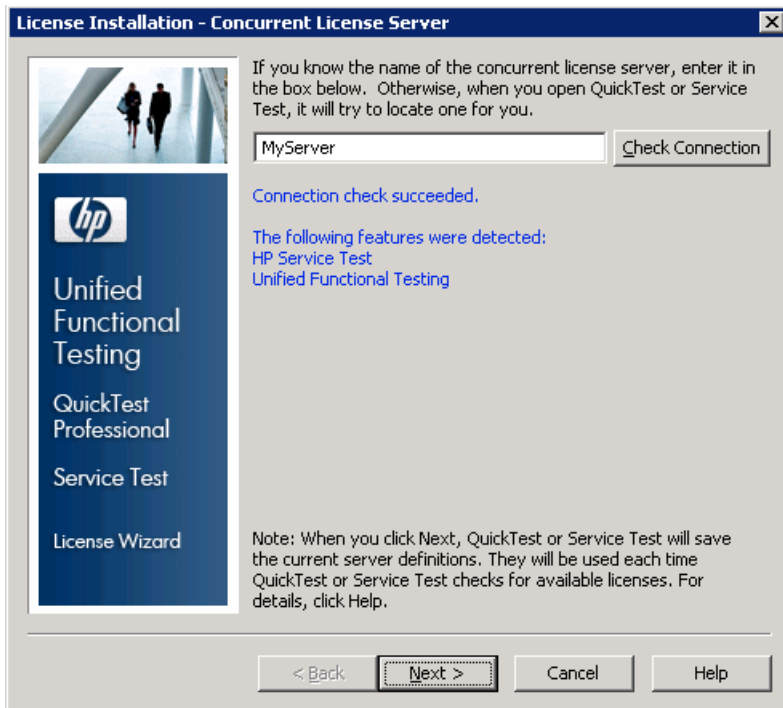 License Installation - Concurrent License Server
If you know the name of the concurrent license server, enter it in
the box below. Otherwise, when you open QuickTest or Service
Test, it will try to locate one for you.
MyServer
Check Connection
Connection check succeeded.
The following features were detected:
HP Service Test
Unified Functional Testing
hp
Unified
Functional
Testing
QuickTest
Professional
Service Test
License Wizard
Note: When you click Next, QuickTest or Service Test will save
the current server definitions. They will be used each time
QuickTest or Service Test checks for available licenses. For
details, click Help.
< Back
Next >
Cancel
Help